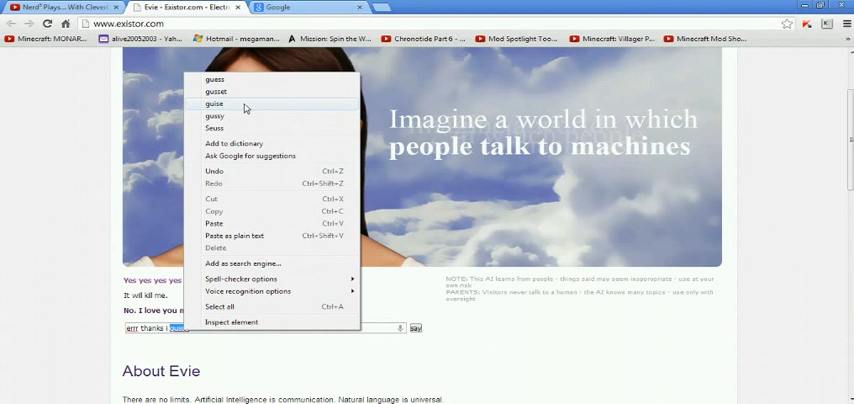 Nerd³ Plays... With Clever
Evie - Existor.com - Electr
Google
www.existor.com
Minecraft: MONAR...
alive20052003 - Yah...
Hotmail - megaman...
Mission - Spin the W...
Chronotide Part 6 - ...
Mod Spotlight Too...
Minecraft: Villager P...
Minecraft Mod Sho...
guess
gusset
guise
gussy
Seuss
Add to dictionary
Ask Google for suggestions
Undo Ctrl+Z
Redo Ctrl+Shift+Z
Cut Ctrl+X
Copy Ctrl+C
Paste Ctrl+V
Paste as plain text Ctrl+Shift+V
Delete
Add as search engine...
Spell-checker options
Voice recognition options
Select all Ctrl+A
Inspect element
Imagine a world in which
people talk to machines
Yes yes yes yes
It will kill me.
No. I love you m
errr thanks i
say
NOTE: This AI learns from people - things said may seem inappropriate - use at your
own risk
PARENTS: Visitors never talk to a human - the AI knows many topics - use only with
oversight
About Evie
There are no limits. Artificial Intelligence is communication. Natural language is universal.